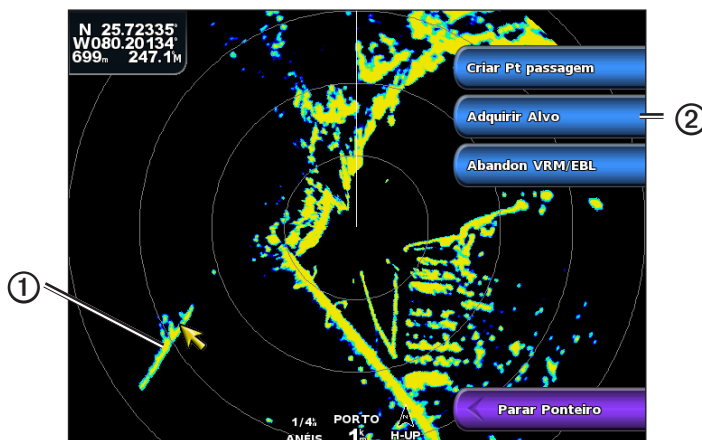 N 25.72335°
W080.20134°
699m 247.1M
Criar Pt passagem
Adquirir Alvo
②
Abandon VRM/EBL
①
Parar Ponteiro
1/4 PORTO
ANÉIS 1 H-UP